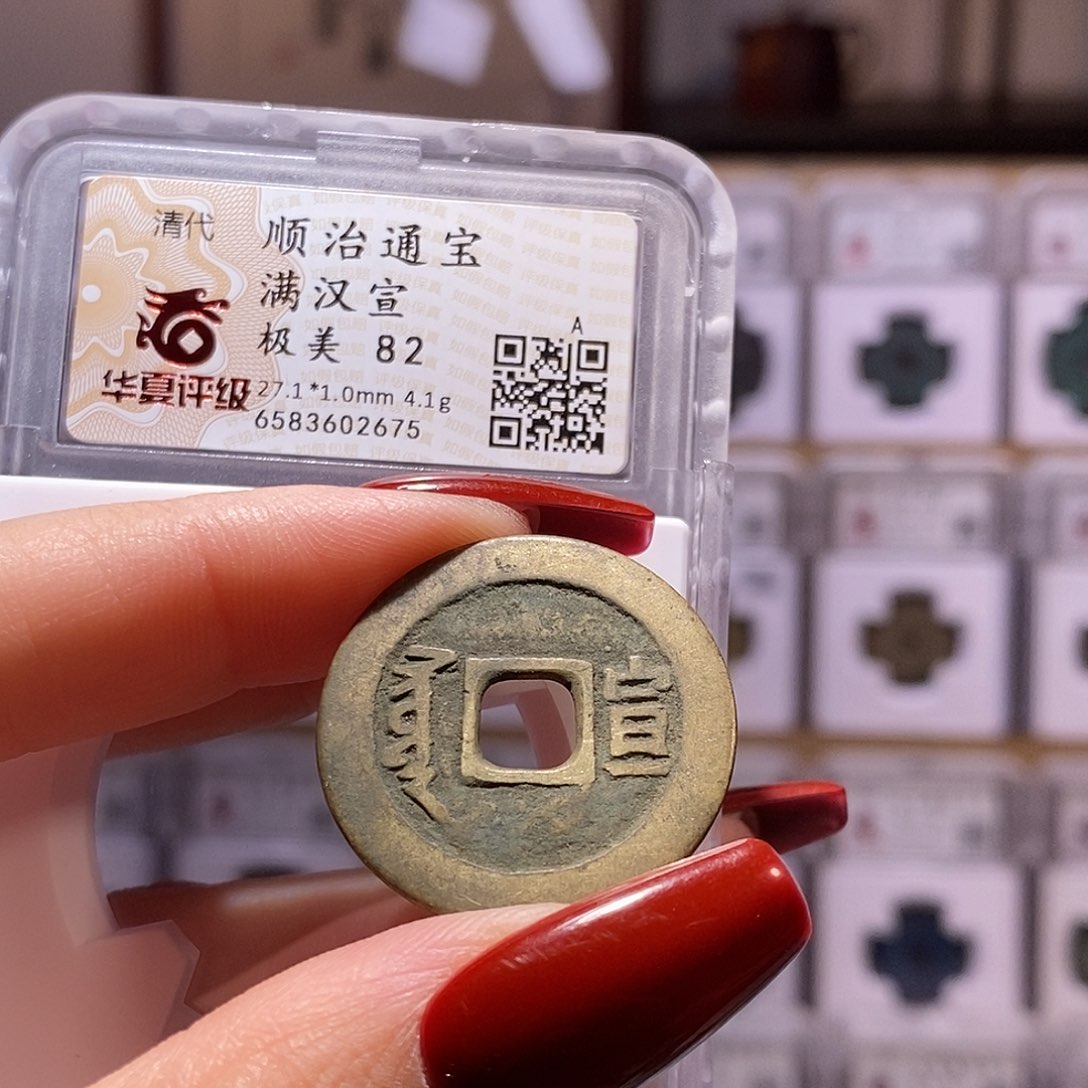 清代
顺治通宝
满汉宣
极美 82
华夏评级
27.1*1.0mm 4.1g
6583602675
A
宣